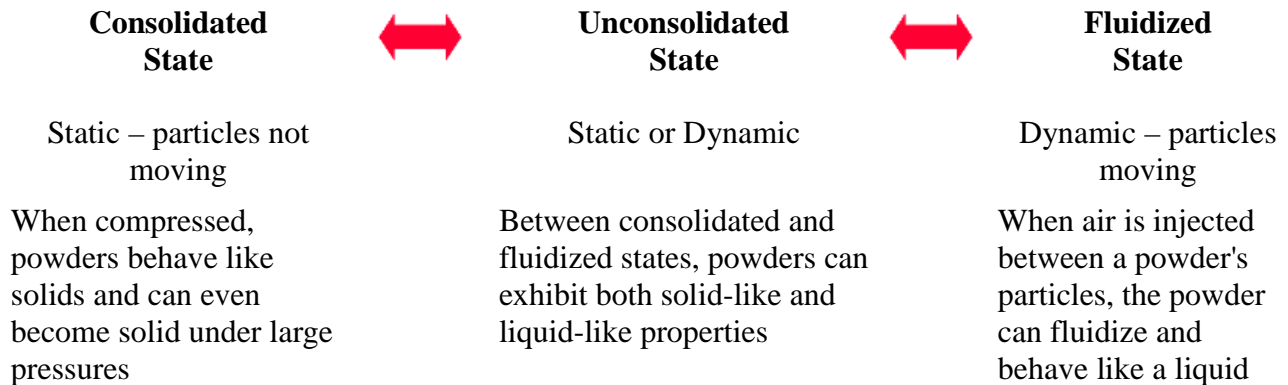 Consolidated
State
Unconsolidated
State
Fluidized
State
Static – particles not
moving
Static or Dynamic
Dynamic – particles
moving
When compressed,
powders behave like
solids and can even
become solid under large
pressures
Between consolidated and
fluidized states, powders can
exhibit both solid-like and
liquid-like properties
When air is injected
between a powder's
particles, the powder
can fluidize and
behave like a liquid